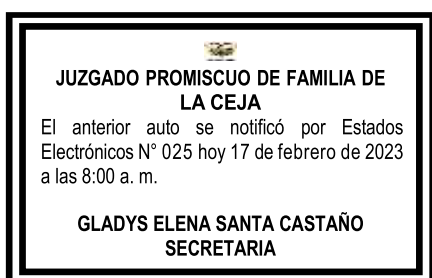 JUZGADO PROMISCUO DE FAMILIA DE
LA CEJA
El anterior auto se notificó por Estados
Electrónicos N° 025 hoy 17 de febrero de 2023
a las 8:00 a. m.
GLADYS ELENA SANTA CASTAÑO
SECRETARIA